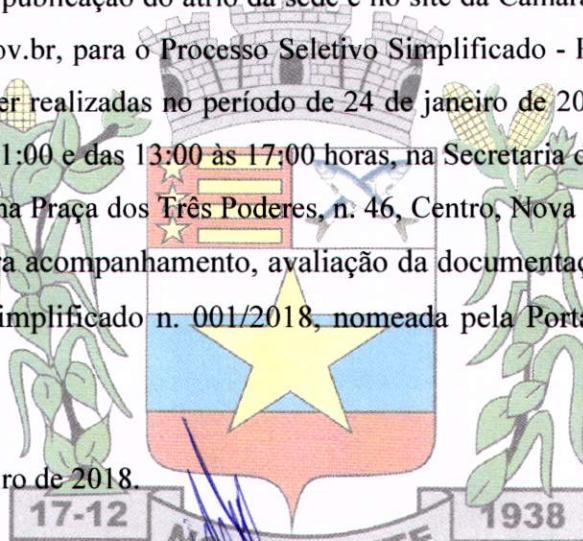 publicação do átrio da sede e no site da Câmara
ov.br, para o Processo Seletivo Simplificado -
er realizadas no período de 24 de janeiro de 20
1:00 e das 13:00 às 17:00 horas, na Secretaria
na Praça dos Três Poderes, n. 46, Centro, Nova
ra acompanhamento, avaliação da documentaç
implificado n. 001/2018, nomeada pela Porta
ro de 2018.
17-12
1938